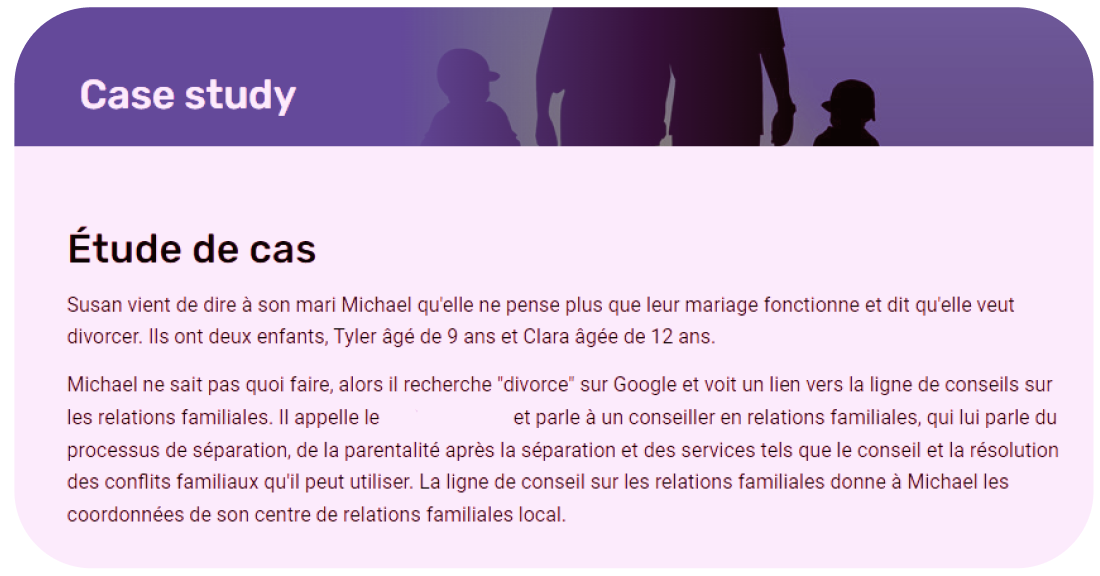 Case study
Étude de cas
Susan vient de dire à son mari Michael qu'elle ne pense plus que leur mariage fonctionne et dit qu'elle veut
divorcer. Ils ont deux enfants, Tyler âgé de 9 ans et Clara âgée de 12 ans.
Michael ne sait pas quoi faire, alors il recherche "divorce" sur Google et voit un lien vers la ligne de conseils sur
les relations familiales. Il appelle le et parle à un conseiller en relations familiales, qui lui parle du
processus de séparation, de la parentalité après la séparation et des services tels que le conseil et la résolution
des conflits familiaux qu'il peut utiliser. La ligne de conseil sur les relations familiales donne à Michael les
coordonnées de son centre de relations familiales local.